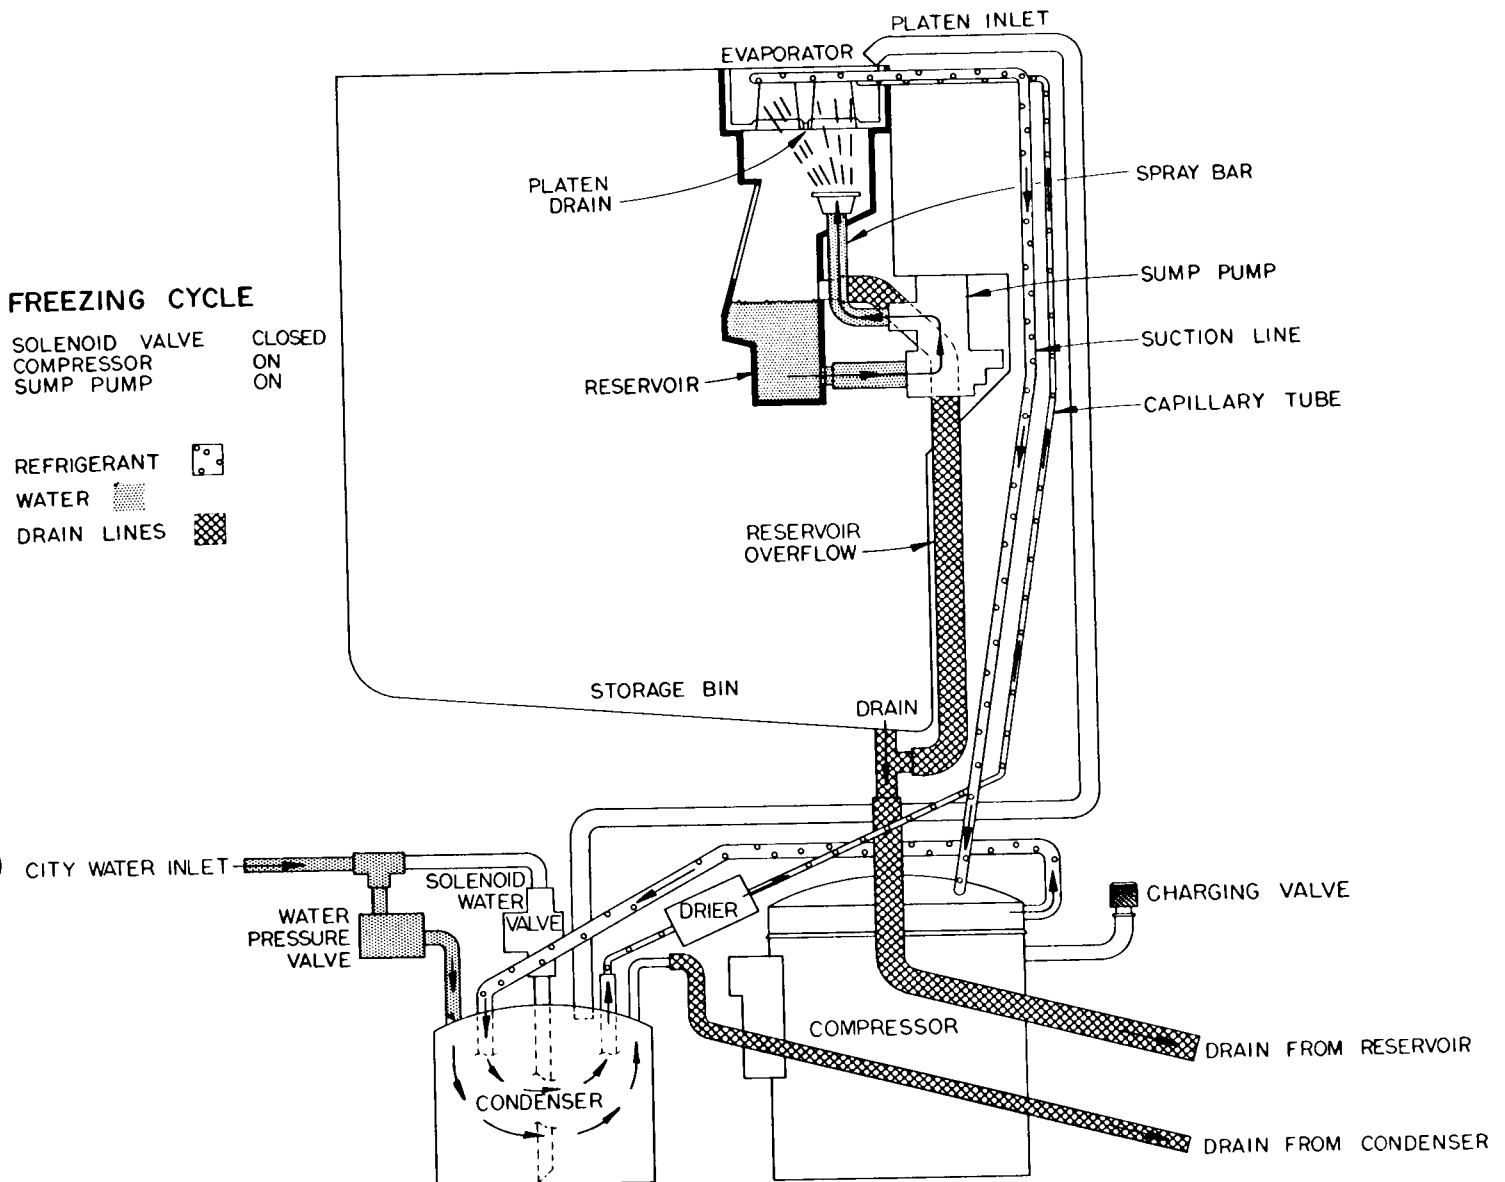 PLATEN INLET
EVAPORATOR
PLATEN
DRAIN
SPRAY BAR
SUMP PUMP
FREEZING CYCLE
SOLENOID VALVE CLOSED
COMPRESSOR ON
SUMP PUMP ON
SUCTION LINE
RESERVOIR
CAPILLARY TUBE
REFRIGERANT
WATER
DRAIN LINES
RESERVOIR
OVERFLOW
STORAGE BIN
DRAIN
CITY WATER INLET
SOLENOID
WATER
VALVE
DRIER
CHARGING VALVE
WATER
PRESSURE
VALVE
COMPRESSOR
DRAIN FROM RESERVOIR
CONDENSER
DRAIN FROM CONDENSER